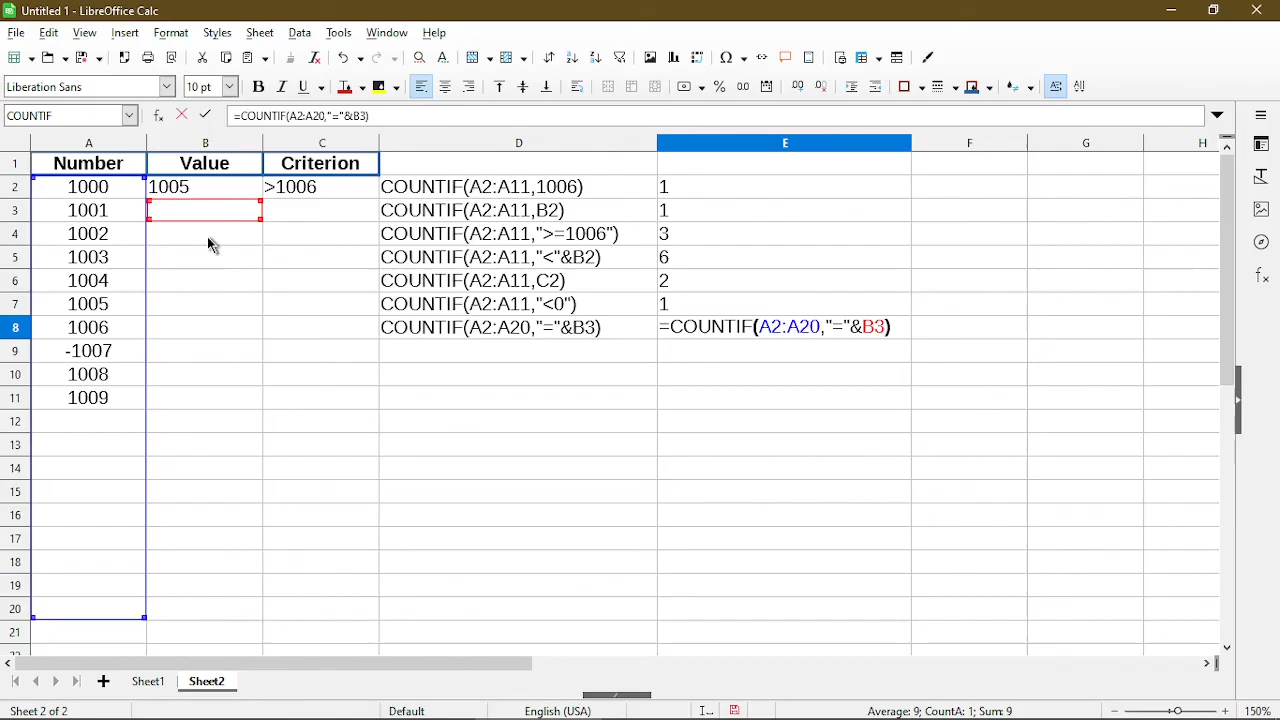 Untitled 1 - LibreOffice Calc
File Edit View Insert Format Styles Sheet Data Tools Window Help
Liberation Sans 10 pt B I U
COUNTIF =COUNTIF(A2:A20,"="&B3)
A B C D E F G H
1 Number Value Criterion
2 1000 1005 >1006 COUNTIF(A2:A11,1006) 1
3 1001 COUNTIF(A2:A11,B2) 1
4 1002 COUNTIF(A2:A11,">=1006") 3
5 1003 COUNTIF(A2:A11,"<"&B2) 6
6 1004 COUNTIF(A2:A11,C2) 2
7 1005 COUNTIF(A2:A11,"<0") 1
8 1006 COUNTIF(A2:A20,"="&B3) =COUNTIF(A2:A20,"="&B3)
9 -1007
10 1008
11 1009
12
13
14
15
16
17
18
19
20
21
Sheet1 Sheet2
Sheet 2 of 2 Default English (USA) Average: 9; CountA: 1; Sum: 9 150%